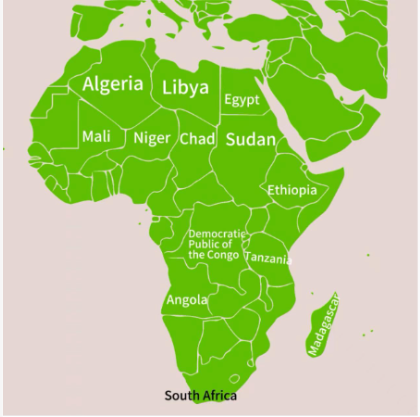 Algeria
Libya
Egypt
Mali
Niger
Chad
Sudan
Ethiopia
Democratic
Public of
the Congo
Tanzania
Angola
Madagascar
South Africa